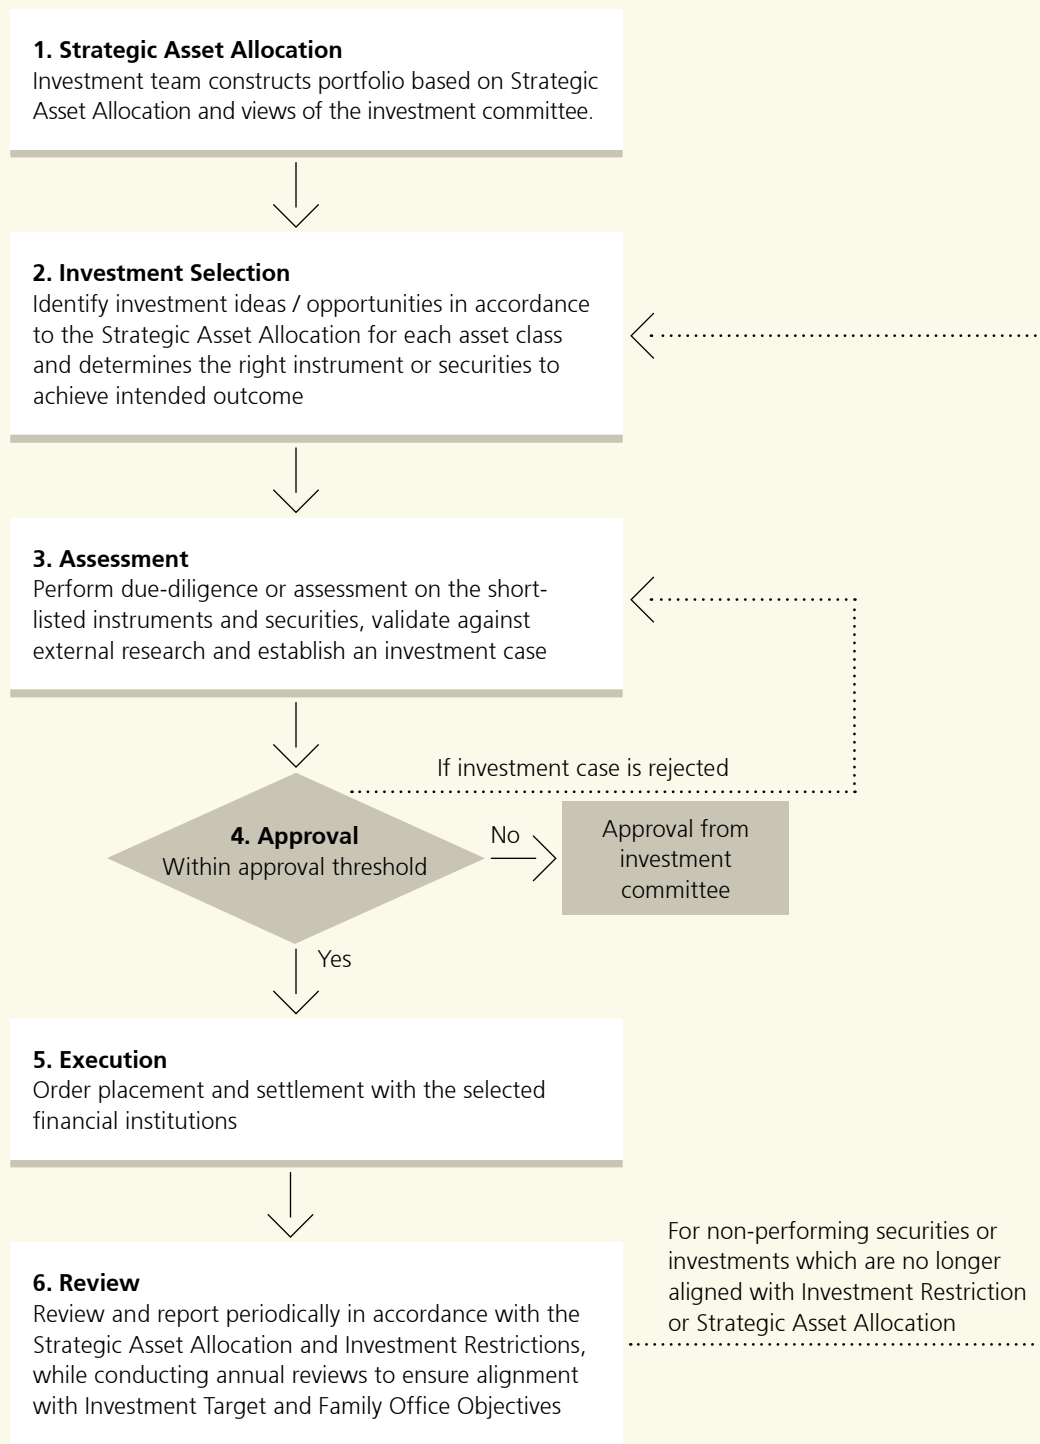 1. Strategic Asset Allocation
Investment team constructs portfolio based on Strategic
Asset Allocation and views of the investment committee.
2. Investment Selection
Identify investment ideas / opportunities in accordance
to the Strategic Asset Allocation for each asset class
and determines the right instrument or securities to
achieve intended outcome
3. Assessment
Perform due-diligence or assessment on the short-
listed instruments and securities, validate against
external research and establish an investment case
If investment case is rejected
4. Approval
Within approval threshold
No
Approval from
investment
committee
Yes
5. Execution
Order placement and settlement with the selected
financial institutions
6. Review
Review and report periodically in accordance with the
Strategic Asset Allocation and Investment Restrictions,
while conducting annual reviews to ensure alignment
with Investment Target and Family Office Objectives
For non-performing securities or
investments which are no longer
aligned with Investment Restriction
or Strategic Asset Allocation